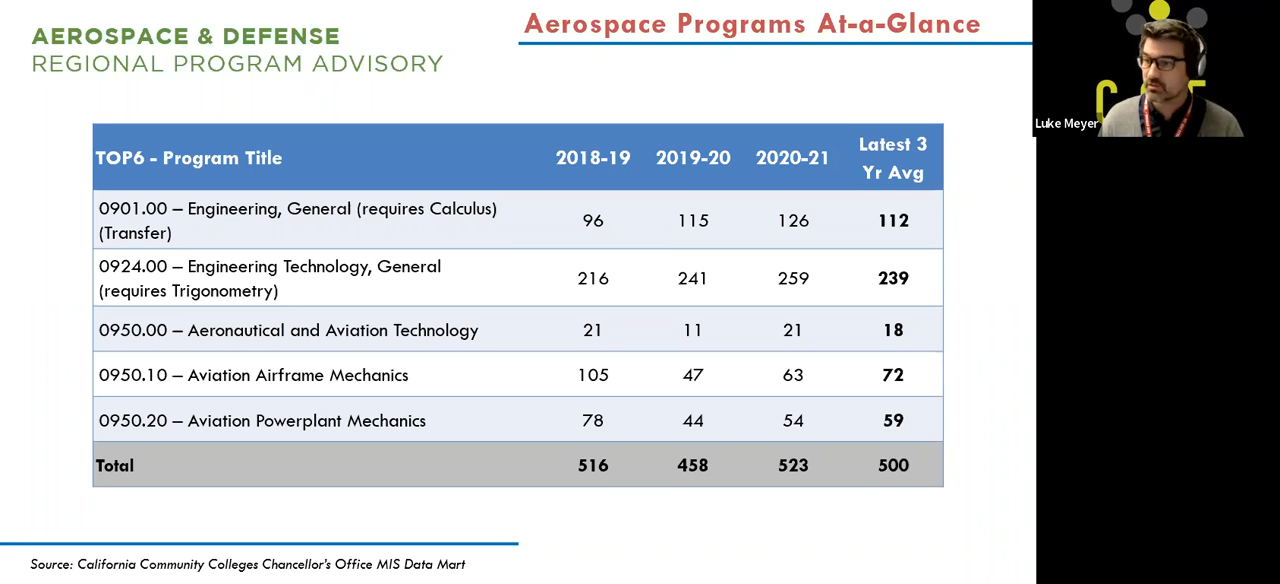 AEROSPACE & DEFENSE
REGIONAL PROGRAM ADVISORY
Aerospace Programs At-a-Glance
Luke Meyer
TOP6 - Program Title 2018-19 2019-20 2020-21 Latest 3 Yr Avg
0901.00 – Engineering, General (requires Calculus)
(Transfer) 96 115 126 112
0924.00 – Engineering Technology, General
(requires Trigonometry) 216 241 259 239
0950.00 – Aeronautical and Aviation Technology 21 11 21 18
0950.10 – Aviation Airframe Mechanics 105 47 63 72
0950.20 – Aviation Powerplant Mechanics 78 44 54 59
Total 516 458 523 500
Source: California Community Colleges Chancellor's Office MIS Data Mart